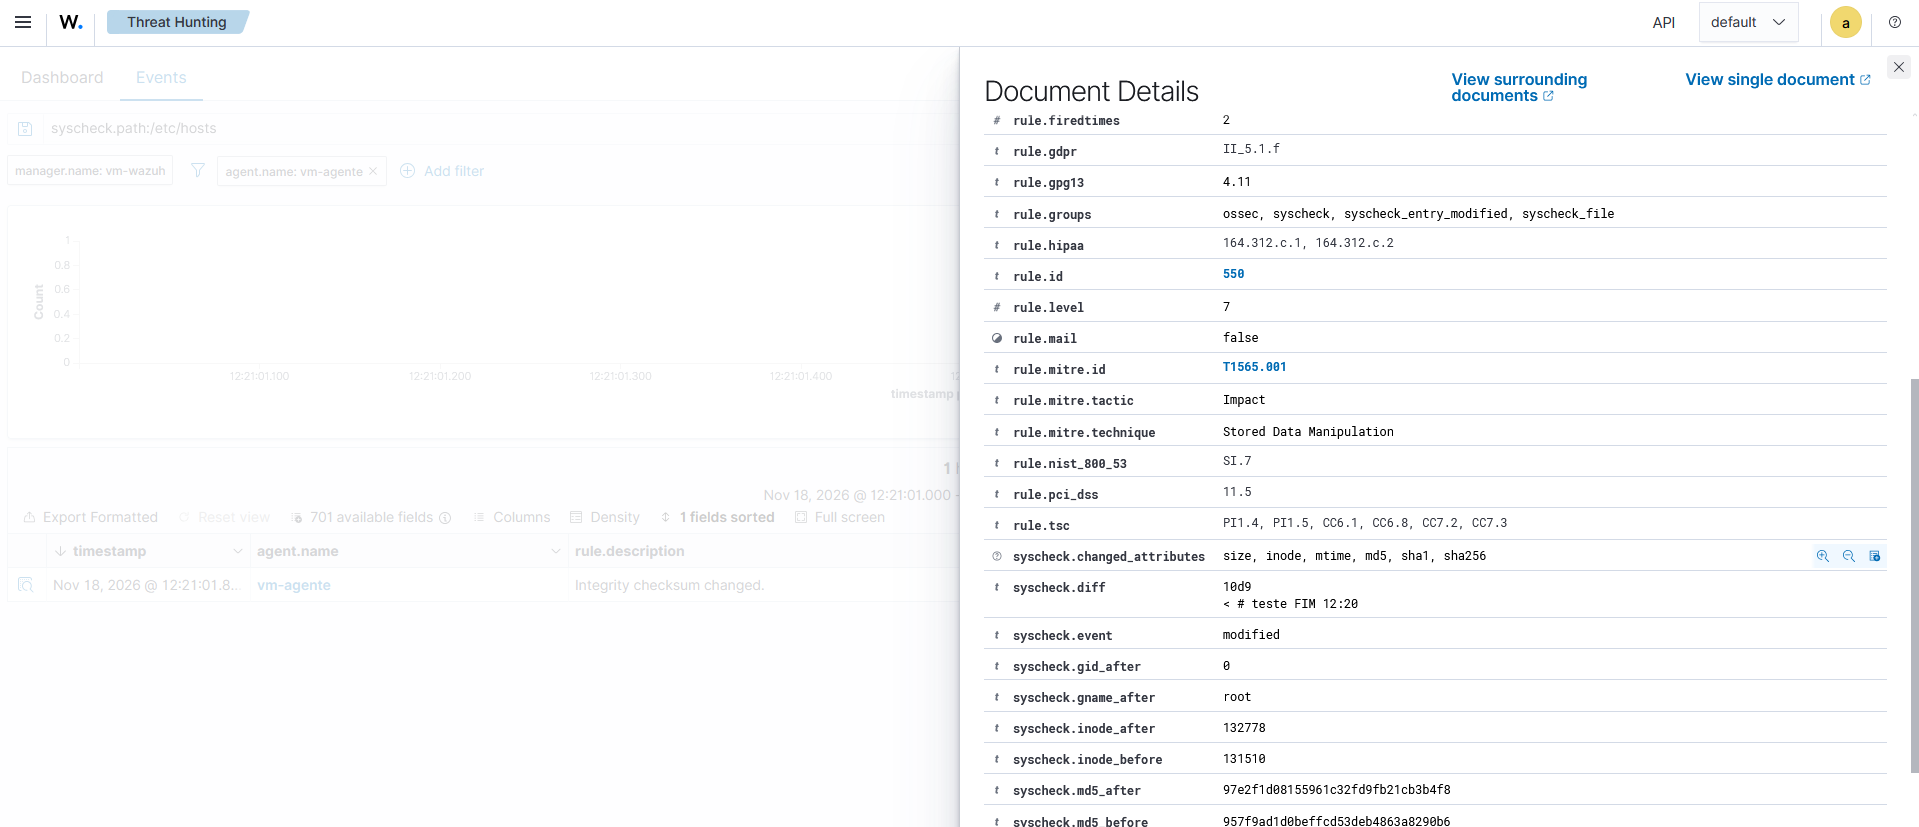 W. Threat Hunting API default a
Dashboard Events
syscheck.path:/etc/hosts
manager.name: vm-wazuh agent.name: vm-agente Add filter
1
0.8
0.6
0.4
0.2
0
Count
12:21:01.100 12:21:01.200 12:21:01.300 12:21:01.400 12
timestamp
1
Nov 18, 2026 @ 12:21:01.000 -
Export Formatted Reset view 701 available fields Columns Density 1 fields sorted Full screen
timestamp agent.name rule.description
Nov 18, 2026 @ 12:21:01.8... vm-agente Integrity checksum changed.
Document Details
View surrounding
documents
View single document
# rule.firedtimes 2
t rule.gdpr II_5.1.f
t rule.gpg13 4.11
t rule.groups ossec, syscheck, syscheck_entry_modified, syscheck_file
t rule.hipaa 164.312.c.1, 164.312.c.2
t rule.id 550
# rule.level 7
rule.mail false
t rule.mitre.id T1565.001
t rule.mitre.tactic Impact
t rule.mitre.technique Stored Data Manipulation
t rule.nist_800_53 SI.7
t rule.pci_dss 11.5
t rule.tsc PI1.4, PI1.5, CC6.1, CC6.8, CC7.2, CC7.3
syscheck.changed_attributes size, inode, mtime, md5, sha1, sha256
t syscheck.diff 10d9
< # teste FIM 12:20
t syscheck.event modified
t syscheck.gid_after 0
t syscheck.gname_after root
t syscheck.inode_after 132778
t syscheck.inode_before 131510
t syscheck.md5_after 97e2f1d08155961c32fd9fb21cb3b4f8
syscheck.md5_before 957f9ad1d0beffcd53deb4863a8290b6